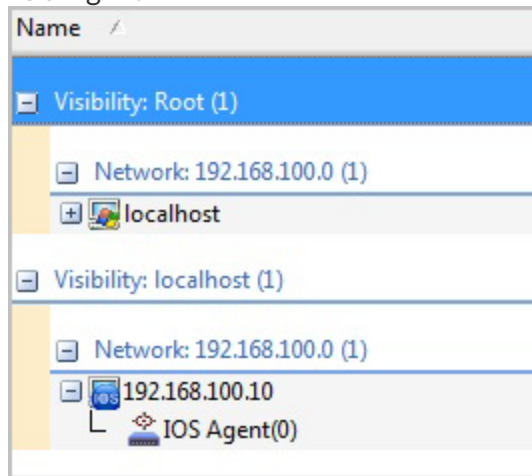 Name
Visibility: Root (1)
Network: 192.168.100.0 (1)
localhost
Visibility: localhost (1)
Network: 192.168.100.0 (1)
ios 192.168.100.10
IOS Agent(0)